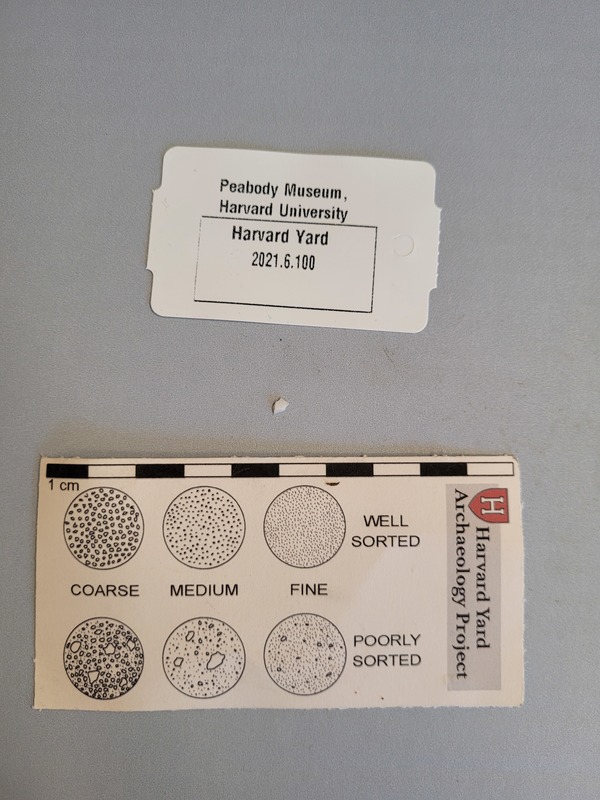 Peabody Museum,
Harvard University
Harvard Yard
2021.6.100
1 cm
WELL
SORTED
COARSE MEDIUM FINE
POORLY
SORTED
H
Harvard Yard
Archaeology Project